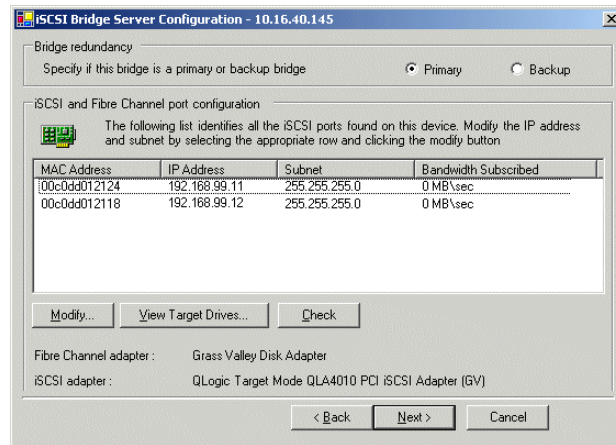 iSCSI Bridge Server Configuration - 10.16.40.145
Bridge redundancy
Specify if this bridge is a primary or backup bridge
Primary
Backup
iSCSI and Fibre Channel port configuration
The following list identifies all the iSCSI ports found on this device. Modify the IP address
and subnet by selecting the appropriate row and clicking the modify button
MAC Address IP Address Subnet Bandwidth Subscribed
00c0dd012124 192.168.99.11 255.255.255.0 0 MB\sec
00c0dd012118 192.168.99.12 255.255.255.0 0 MB\sec
Modify... View Target Drives... Check
Fibre Channel adapter : Grass Valley Disk Adapter
iSCSI adapter : QLogic Target Mode QLA4010 PCI iSCSI Adapter (GV)
< Back Next > Cancel